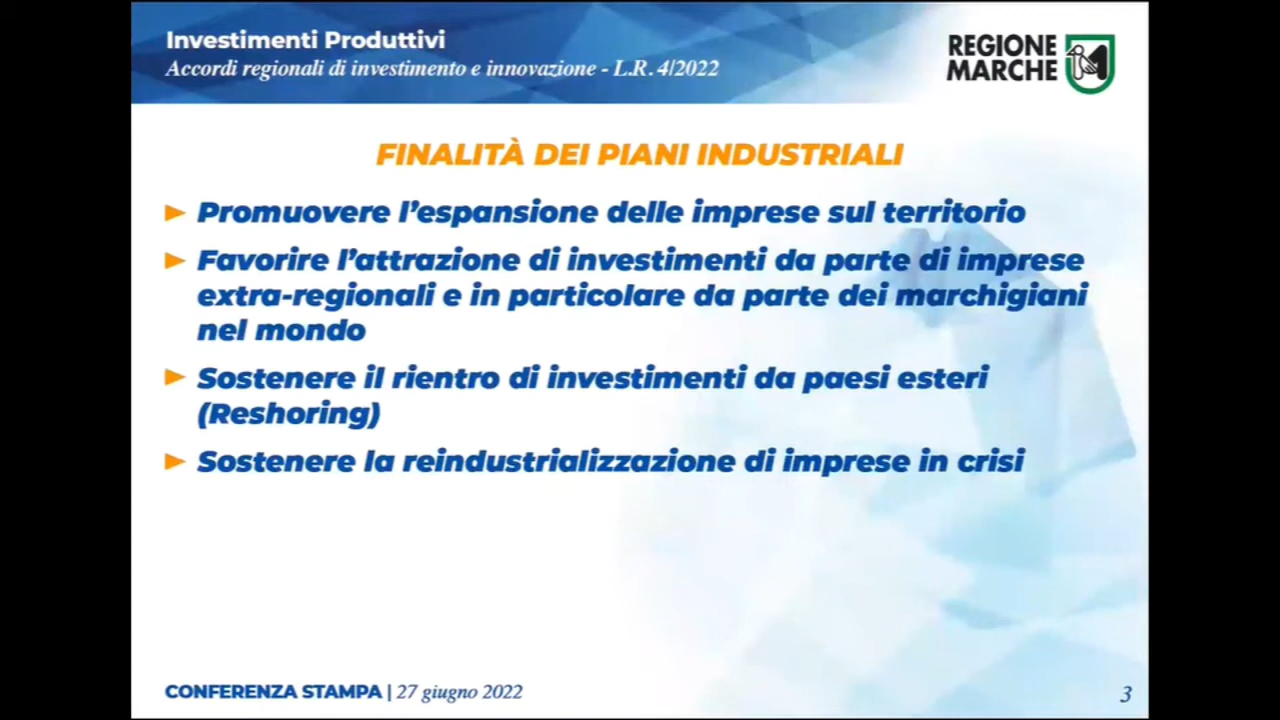 Investimenti Produttivi
Accordi regionali di investimento e innovazione - L.R. 4/2022
REGIONE
MARCHE
FINALITÀ DEI PIANI INDUSTRIALI
Promuovere l’espansione delle imprese sul territorio
Favorire l’attrazione di investimenti da parte di imprese
extra-regionali e in particolare da parte dei marchigiani
nel mondo
Sostenere il rientro di investimenti da paesi esteri
(Reshoring)
Sostenere la reindustrializzazione di imprese in crisi
CONFERENZA STAMPA | 27 giugno 2022
3